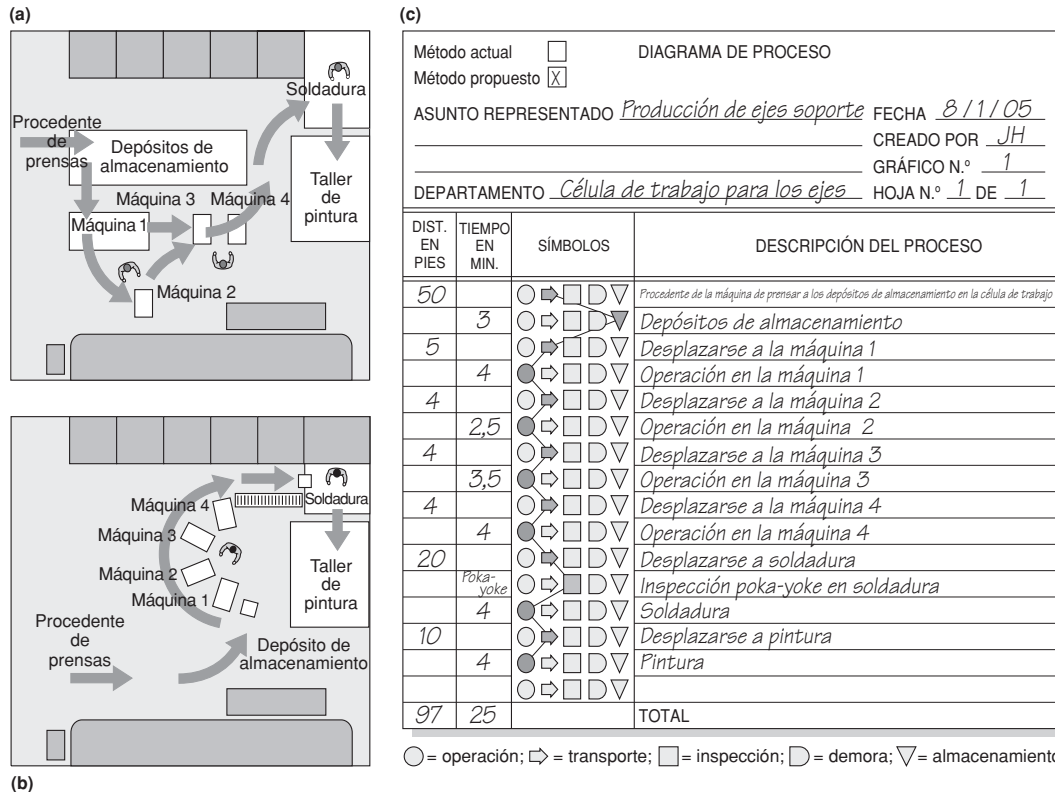 (a)
Soldadura
Procedente
de
prensas
Depósitos de
almacenamiento
Taller
de
pintura
Máquina 3
Máquina 4
Máquina 1
Máquina 2
(b)
Máquina 4
Soldadura
Máquina 3
Máquina 2
Máquina 1
Taller
de
pintura
Procedente
de
prensas
Depósito de
almacenamiento
(c)
Método actual
DIAGRAMA DE PROCESO
Método propuesto X
ASUNTO REPRESENTADO Producción de ejes soporte FECHA 8/1/05
CREADO POR JH
GRÁFICO N.º 1
DEPARTAMENTO Célula de trabajo para los ejes HOJA N.º 1 DE 1
DIST. EN PIES TIEMPO EN MIN. SÍMBOLOS DESCRIPCIÓN DEL PROCESO
50 Procedente de la máquina de prensar a los depósitos de almacenamiento en la célula de trabajo
3 Depósitos de almacenamiento
5 Desplazarse a la máquina 1
4 Operación en la máquina 1
4 Desplazarse a la máquina 2
2,5 Operación en la máquina 2
4 Desplazarse a la máquina 3
3,5 Operación en la máquina 3
4 Desplazarse a la máquina 4
4 Operación en la máquina 4
20 Desplazarse a soldadura
Poka-yoke Inspección poka-yoke en soldadura
4 Soldadura
10 Desplazarse a pintura
4 Pintura
97 25 TOTAL
= operación; = transporte; = inspección; = demora; = almacenamiento